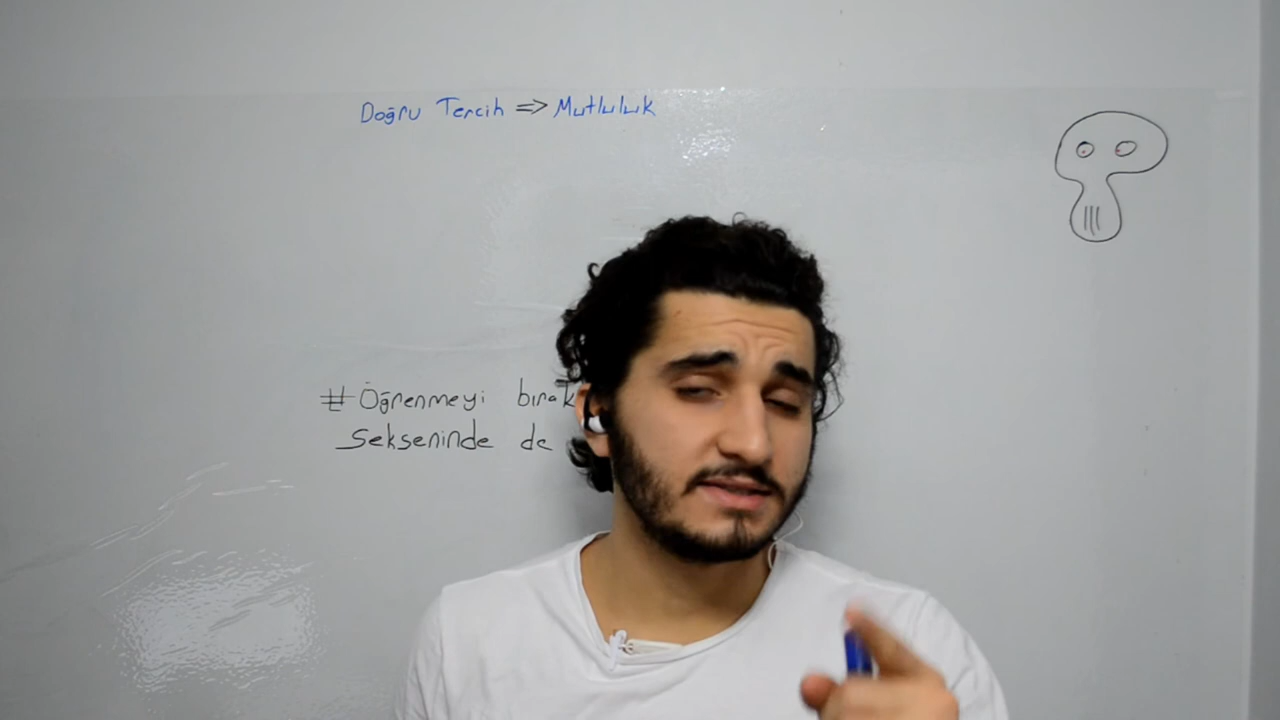 Doğru Tercih => Mutluluk
# Öğrenmeyi bırak
Sekseninde de